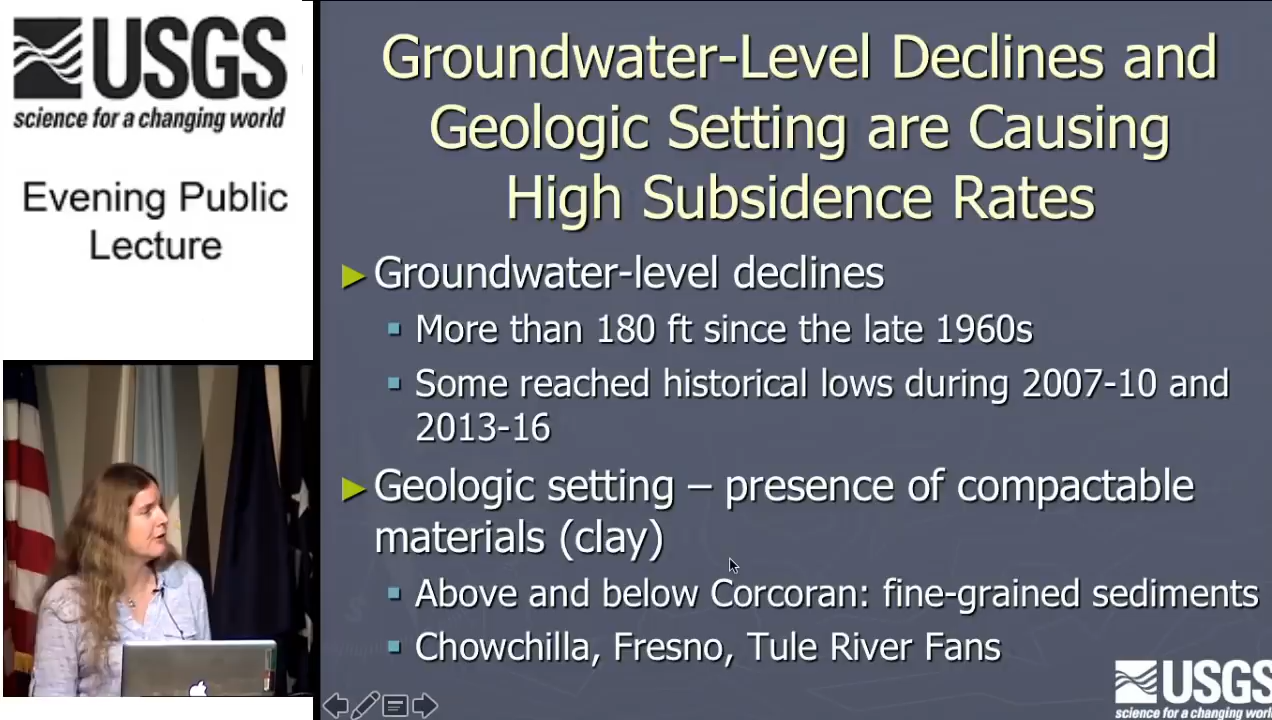 USGS
science for a changing world
Evening Public
Lecture
Groundwater-Level Declines and
Geologic Setting are Causing
High Subsidence Rates
Groundwater-level declines
More than 180 ft since the late 1960s
Some reached historical lows during 2007-10 and
2013-16
Geologic setting – presence of compactable
materials (clay)
Above and below Corcoran: fine-grained sediments
Chowchilla, Fresno, Tule River Fans
USGS
science for a changing world